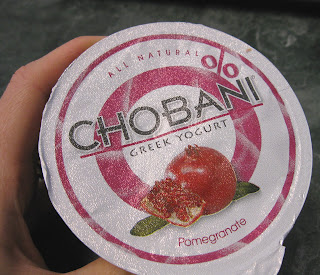 ALL NATURAL
0%
CHOBANI®
GREEK YOGURT
Pomegranate